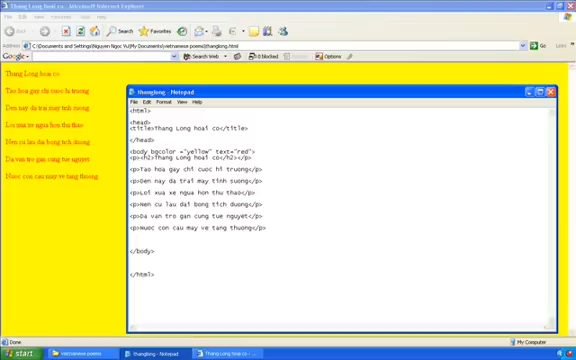 Thang Long hoai co - Microsoft Internet Explorer
File
Edit
View
Favorites
Tools
Help
Back
Search
Favorites
Address
C:\Documents and Settings\Nguyen Ngoc Vu\My Documents\vietnamese poems\thanglong.html
Go
Links
Google
Search Web
0 blocked
Options
Thang Long hoai co
Tao hoa gay chi cuoc hi truong
Den nay da trai may tinh suong
Loi xua xe ngua hon thu thao
Nen cu lau dai bong tich duong
Da van tro gan cung tue nguyet
Nuoc con cau may ve tang thuong
thanglong - Notepad
File Edit Format View Help
<html>
<head>
<title>Thang Long hoai co</title>
</head>
<body bgcolor ="yellow" text="red">
<p><h2>Thang Long hoai co</h2></p>
<p>Tao hoa gay chi cuoc hi truong</p>
<p>Den nay da trai may tinh suong</p>
<p>Loi xua xe ngua hon thu thao</p>
<p>Nen cu lau dai bong tich duong</p>
<p>Da van tro gan cung tue nguyet</p>
<p>Nuoc con cau may ve tang thuong</p>
</body>
</html>
Done
My Computer
start
vietnamese poems
thanglong - Notepad
Thang Long hoai co - ...